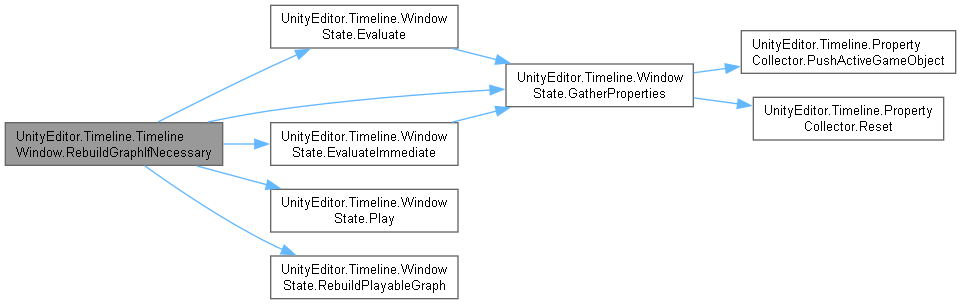 UnityEditor.Timeline.Timeline
Window.RebuildGraphIfNecessary
UnityEditor.Timeline.Window
State.Evaluate
UnityEditor.Timeline.Window
State.GatherProperties
UnityEditor.Timeline.Property
Collector.PushActiveGameObject
UnityEditor.Timeline.Property
Collector.Reset
UnityEditor.Timeline.Window
State.EvaluateImmediate
UnityEditor.Timeline.Window
State.Play
UnityEditor.Timeline.Window
State.RebuildPlayableGraph